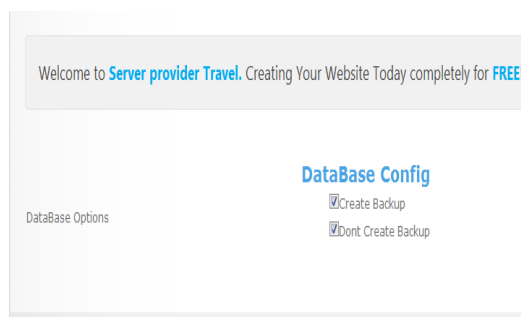 Welcome to Server provider Travel. Creating Your Website Today completely for FREE
DataBase Config
Create Backup
DataBase Options
Dont Create Backup